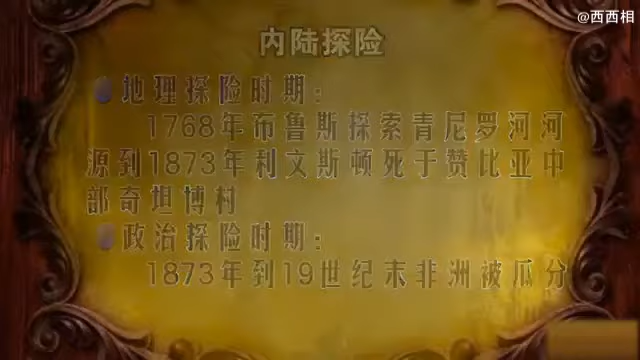 @西西相
内陆探险
地理探险时期：
1768年布鲁斯探索青尼罗河河
源到1873年利文斯顿死于赞比亚中
部奇坦博村
政治探险时期：
1873年到19世纪末非洲被瓜分